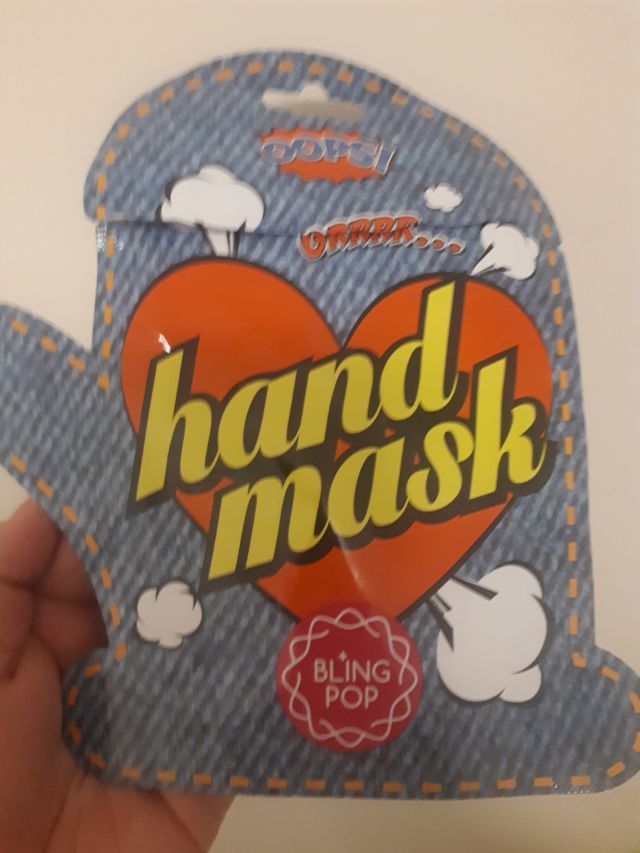 OOPS!
GRRRR...
hand
mask
BLING
POP